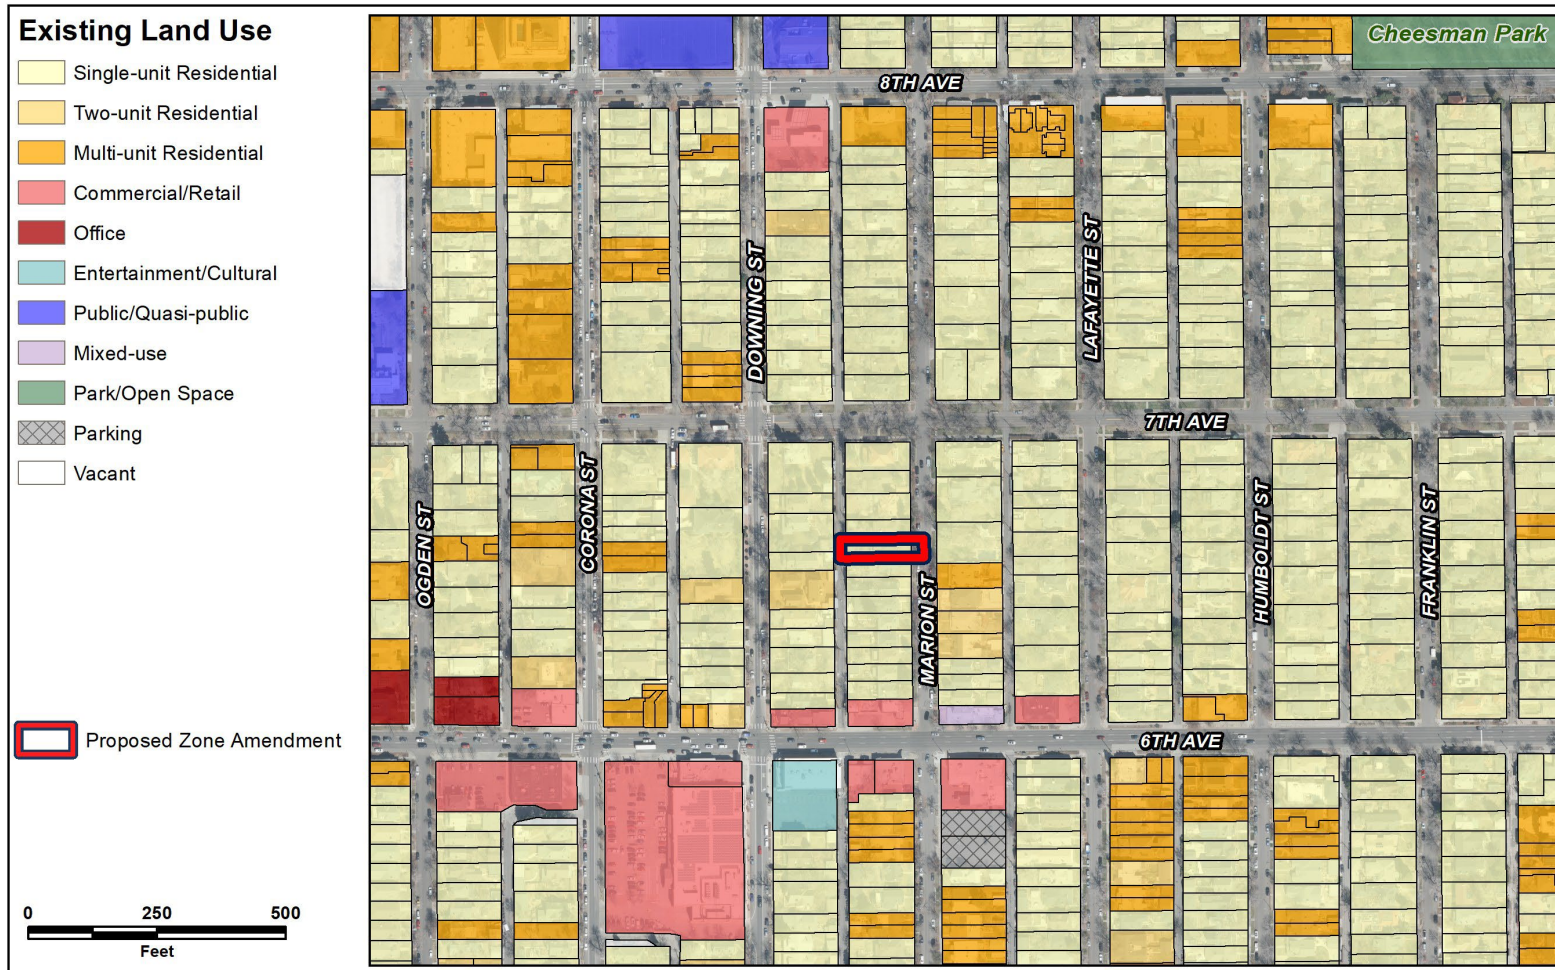 Existing Land Use
Single-unit Residential
Two-unit Residential
Multi-unit Residential
Commercial/Retail
Office
Entertainment/Cultural
Public/Quasi-public
Mixed-use
Park/Open Space
Parking
Vacant
Proposed Zone Amendment
0 250 500
Feet
Cheesman Park
8TH AVE
DOWNING ST
LAFAYETTE ST
7TH AVE
OGDEN ST
CORONA ST
MARION ST
HUMBOLDT ST
FRANKLIN ST
6TH AVE